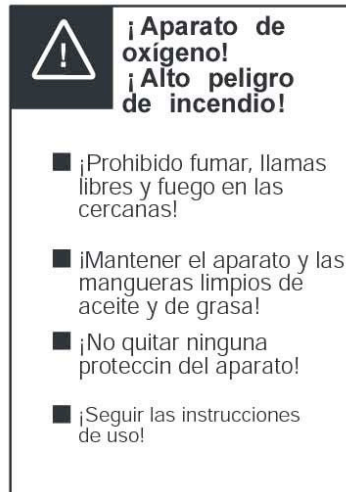 ¡Aparato de
oxígeno!
¡Alto peligro
de incendio!
¡Prohibido fumar, llamas
libres y fuego en las
cercanas!
¡Mantener el aparato y las
mangueras limpios de
aceite y de grasa!
¡No quitar ninguna
proteccin del aparato!
¡Seguir las instrucciones
de uso!